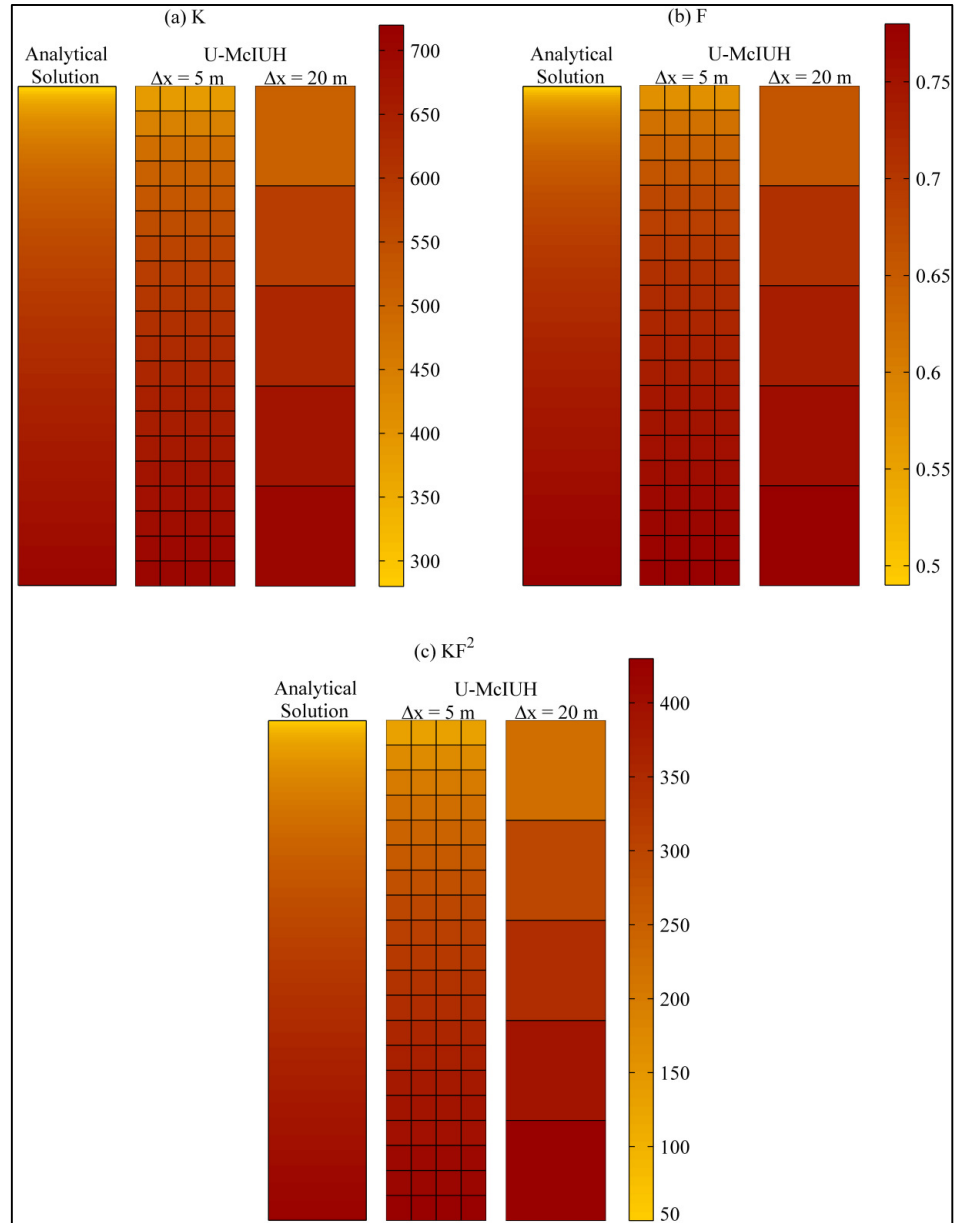 (a) K
Analytical
Solution
U-McIUH
Δx = 5 m
Δx = 20 m
700
650
600
550
500
450
400
350
300
(b) F
Analytical
Solution
U-McIUH
Δx = 5 m
Δx = 20 m
0.75
0.7
0.65
0.6
0.55
0.5
(c) KF²
Analytical
Solution
U-McIUH
Δx = 5 m
Δx = 20 m
400
350
300
250
200
150
100
50